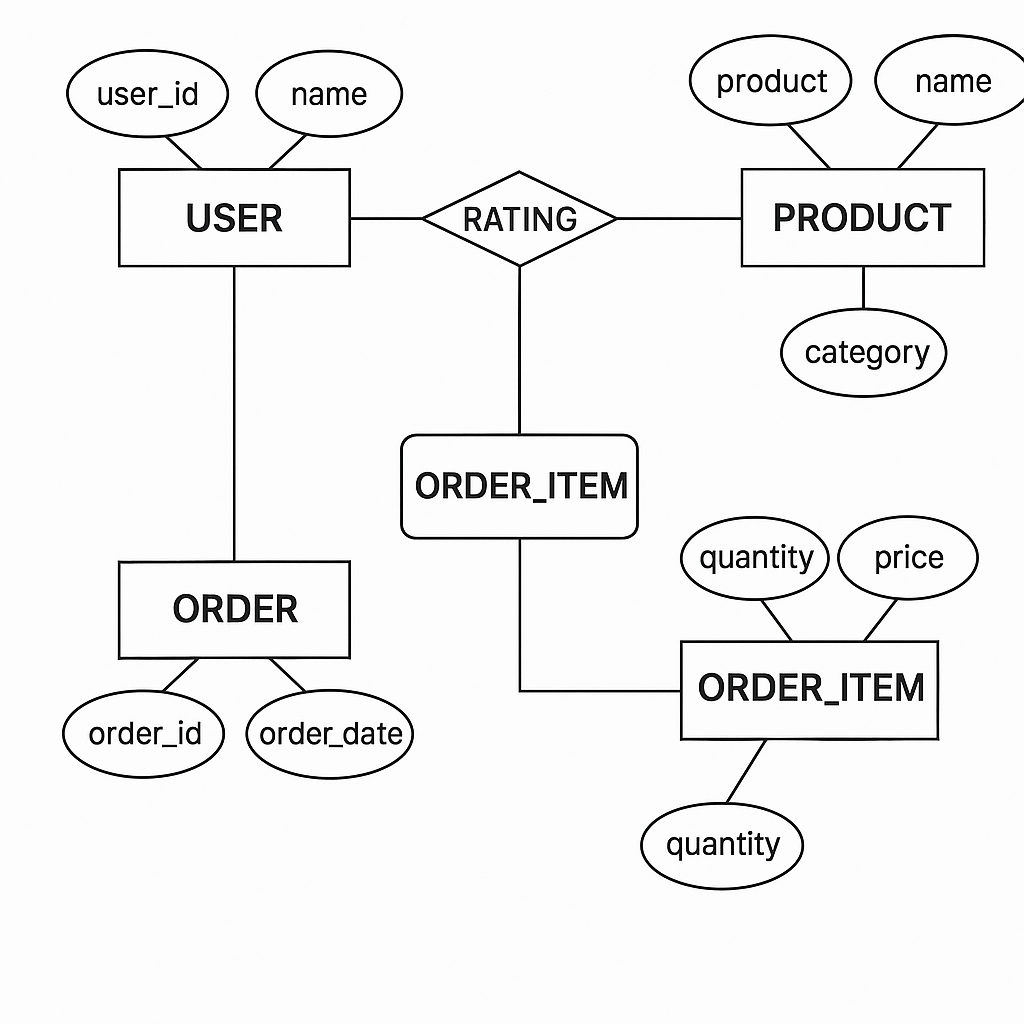 user_id
name
product
name
USER
RATING
PRODUCT
category
ORDER_ITEM
quantity
price
ORDER
ORDER_ITEM
order_id
order_date
quantity